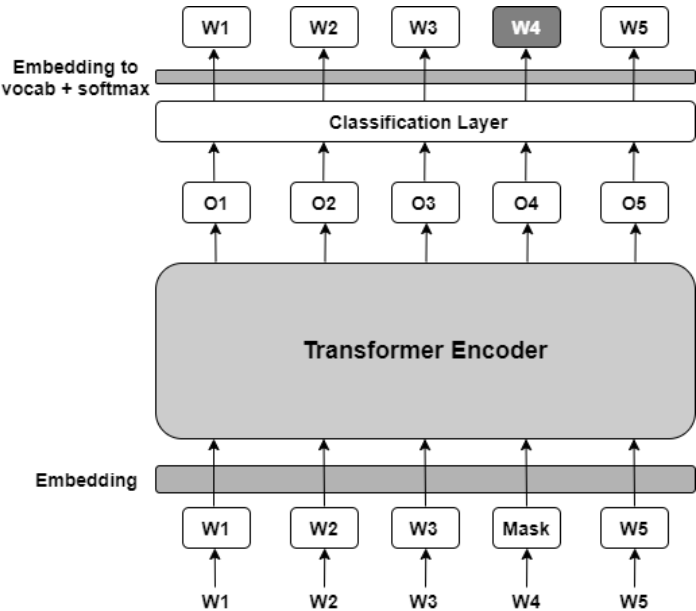 W1 W2 W3 W4 W5
Embedding to
vocab + softmax
Classification Layer
O1 O2 O3 O4 O5
Transformer Encoder
Embedding
W1 W2 W3 Mask W5
W1 W2 W3 W4 W5